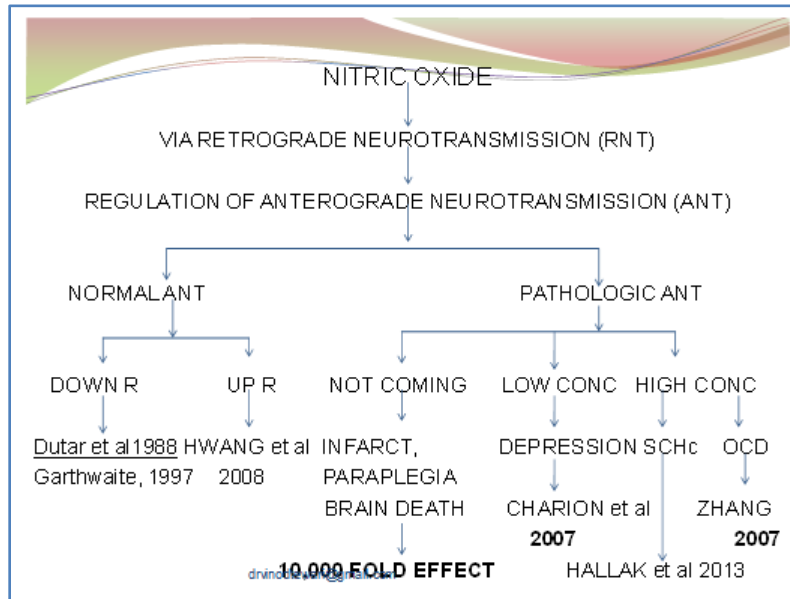 NITRIC OXIDE
VIA RETROGRADE NEUROTRANSMISSION (RNT)
REGULATION OF ANTEROGRADE NEUROTRANSMISSION (ANT)
NORMAL ANT
PATHOLOGIC ANT
DOWN R
UP R
NOT COMING
LOW CONC
HIGH CONC
Dutar et al 1988
Garthwaite, 1997
HWANG et al
2008
INFARCT,
PARAPLEGIA
BRAIN DEATH
DEPRESSION
SCHc
OCD
CHARION et al
2007
ZHANG
2007
10,000 FOLD EFFECT
HALLAK et al 2013